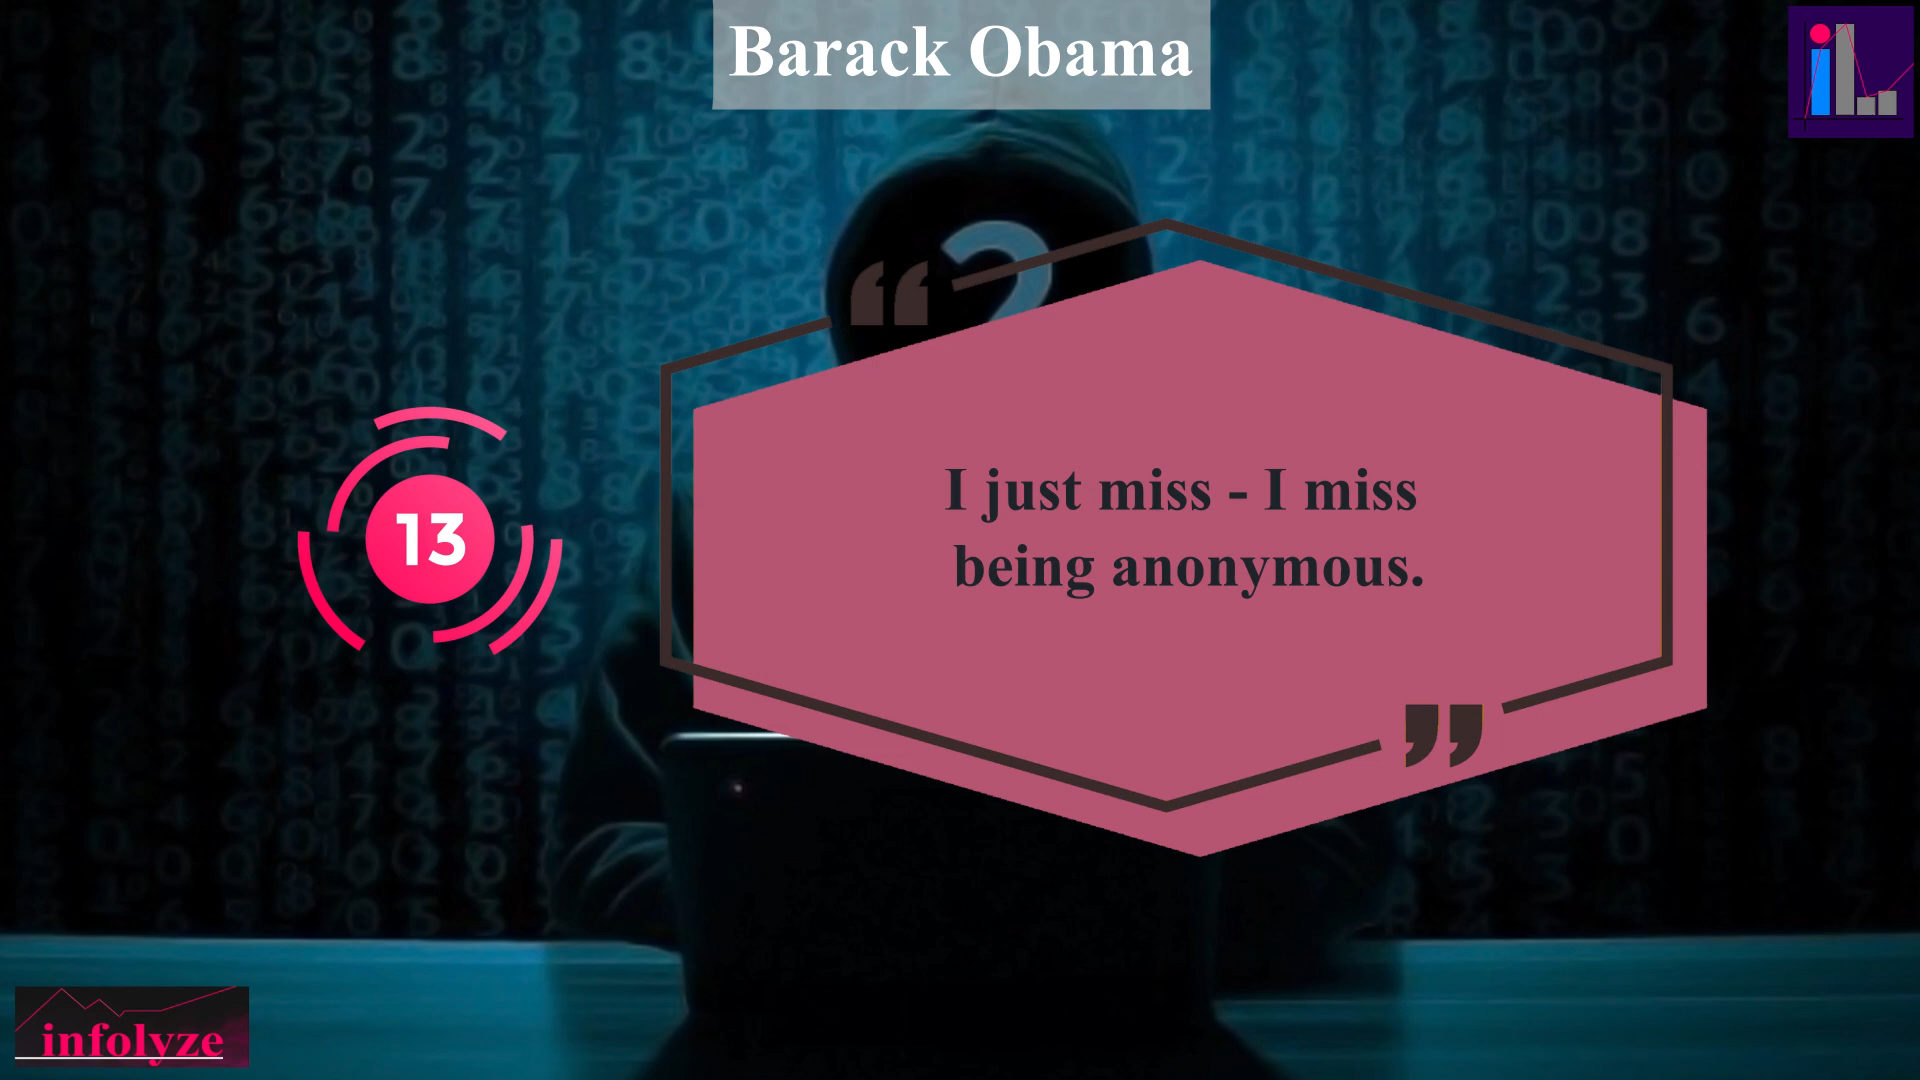 Barack Obama
13
I just miss - I miss
being anonymous.
infolyze